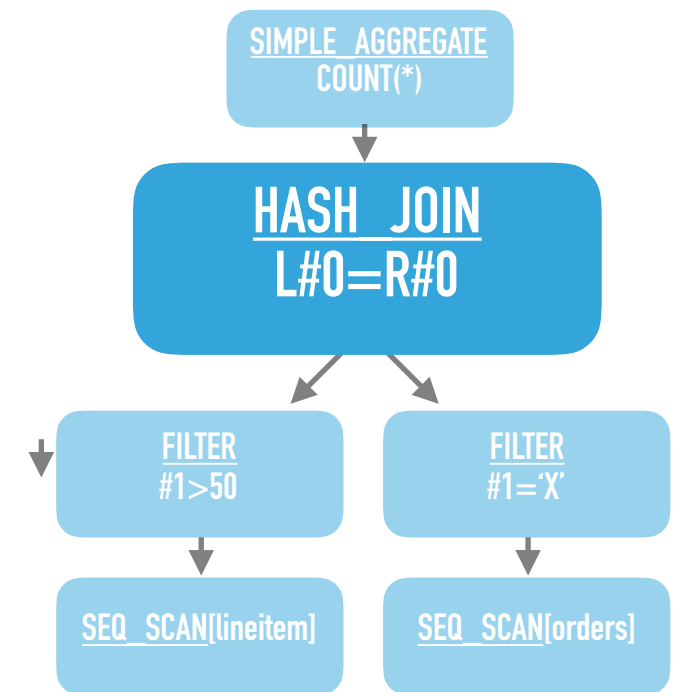 SIMPLE_AGGREGATE
COUNT(*)
HASH_JOIN
L#0=R#0
FILTER
#1>50
FILTER
#1=‘X’
SEQ_SCAN[lineitem]
SEQ_SCAN[orders]